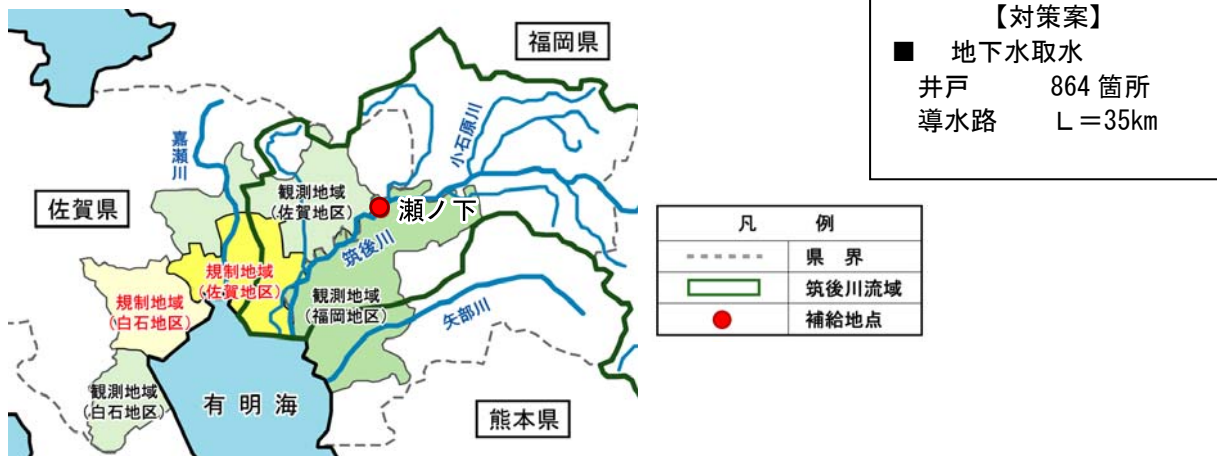 福岡県
嘉瀬川
小石原川
佐賀県
観測地域
(佐賀地区)
瀬ノ下
筑後川
規制地域
(佐賀地区)
規制地域
(白石地区)
観測地域
(福岡地区)
矢部川
観測地域
(白石地区)
有明海
熊本県
【対策案】
■ 地下水取水
井戸 864 箇所
導水路 L=35km
凡 例
県 界
筑後川流域
補給地点